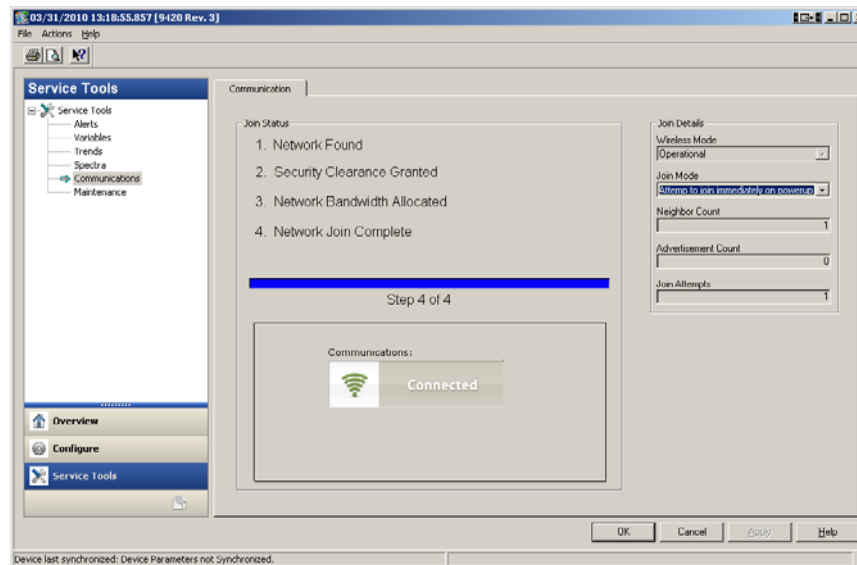 03/31/2010 13:18:55.857 [9420 Rev. 3]
File Actions Help
Service Tools
Service Tools
Alerts
Variables
Trends
Spectra
Communications
Maintenance
Overview
Configure
Service Tools
Communication
Join Status
1. Network Found
2. Security Clearance Granted
3. Network Bandwidth Allocated
4. Network Join Complete
Step 4 of 4
Communications:
Connected
Join Details
Wireless Mode
Operational
Join Mode
Attemp to join immediately on powerup
Neighbor Count
1
Advertisement Count
0
Join Attempts
1
OK Cancel Apply Help
Device last synchronized: Device Parameters not Synchronized.